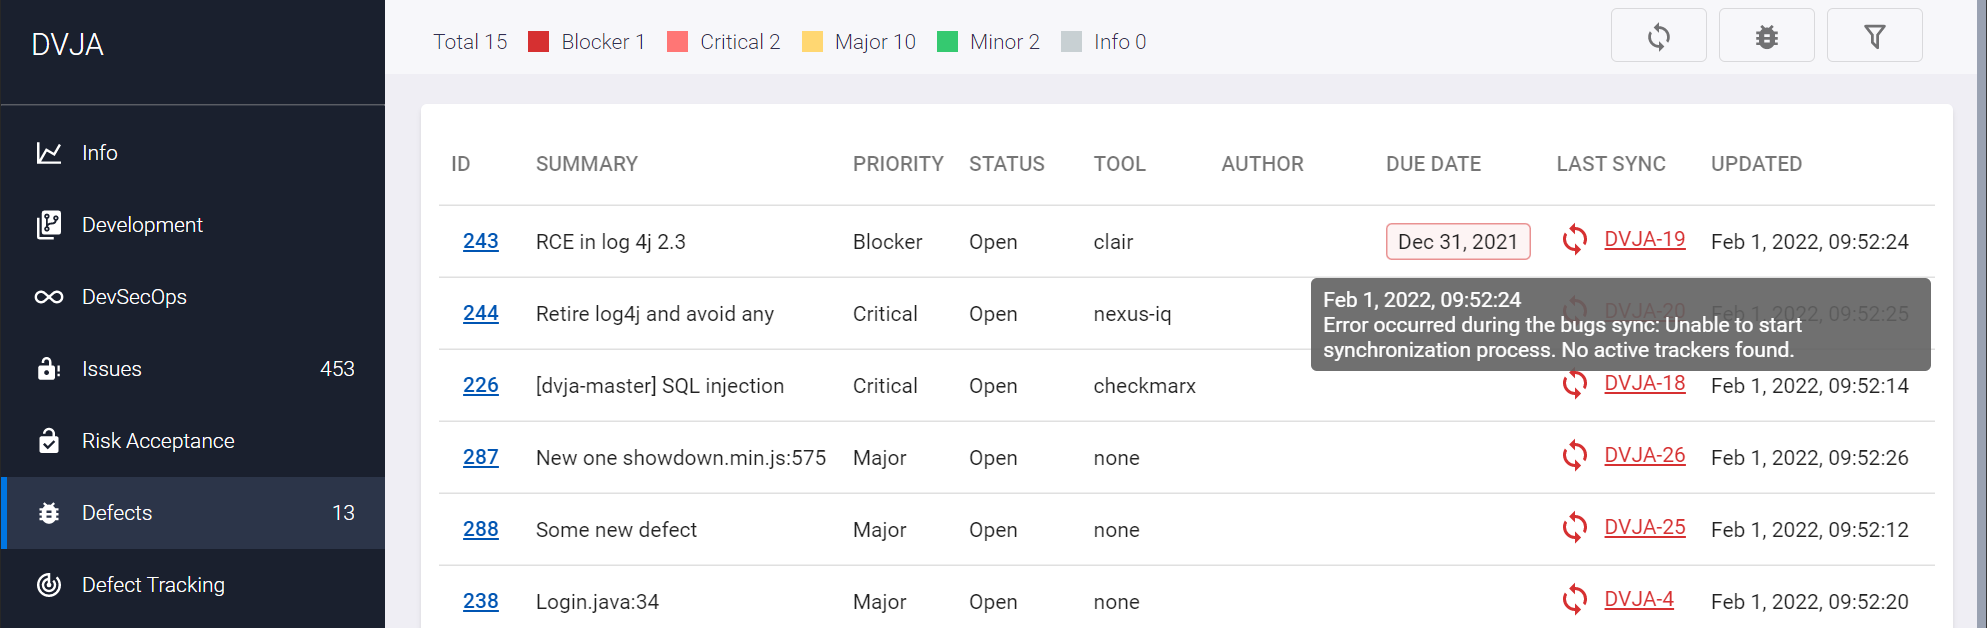 DVJA
Total 15 Blocker 1 Critical 2 Major 10 Minor 2 Info 0
Info
Development
DevSecOps
Issues 453
Risk Acceptance
Defects 13
Defect Tracking
ID SUMMARY PRIORITY STATUS TOOL AUTHOR DUE DATE LAST SYNC UPDATED
243 RCE in log 4j 2.3 Blocker Open clair Dec 31, 2021 DVJA-19 Feb 1, 2022, 09:52:24
244 Retire log4j and avoid any Critical Open nexus-iq DVJA-20 Feb 1, 2022, 09:52:25
Feb 1, 2022, 09:52:24
Error occurred during the bugs sync: Unable to start
synchronization process. No active trackers found.
226 [dvja-master] SQL injection Critical Open checkmarx DVJA-18 Feb 1, 2022, 09:52:14
287 New one showdown.min.js:575 Major Open none DVJA-26 Feb 1, 2022, 09:52:26
288 Some new defect Major Open none DVJA-25 Feb 1, 2022, 09:52:12
238 Login.java:34 Major Open none DVJA-4 Feb 1, 2022, 09:52:20